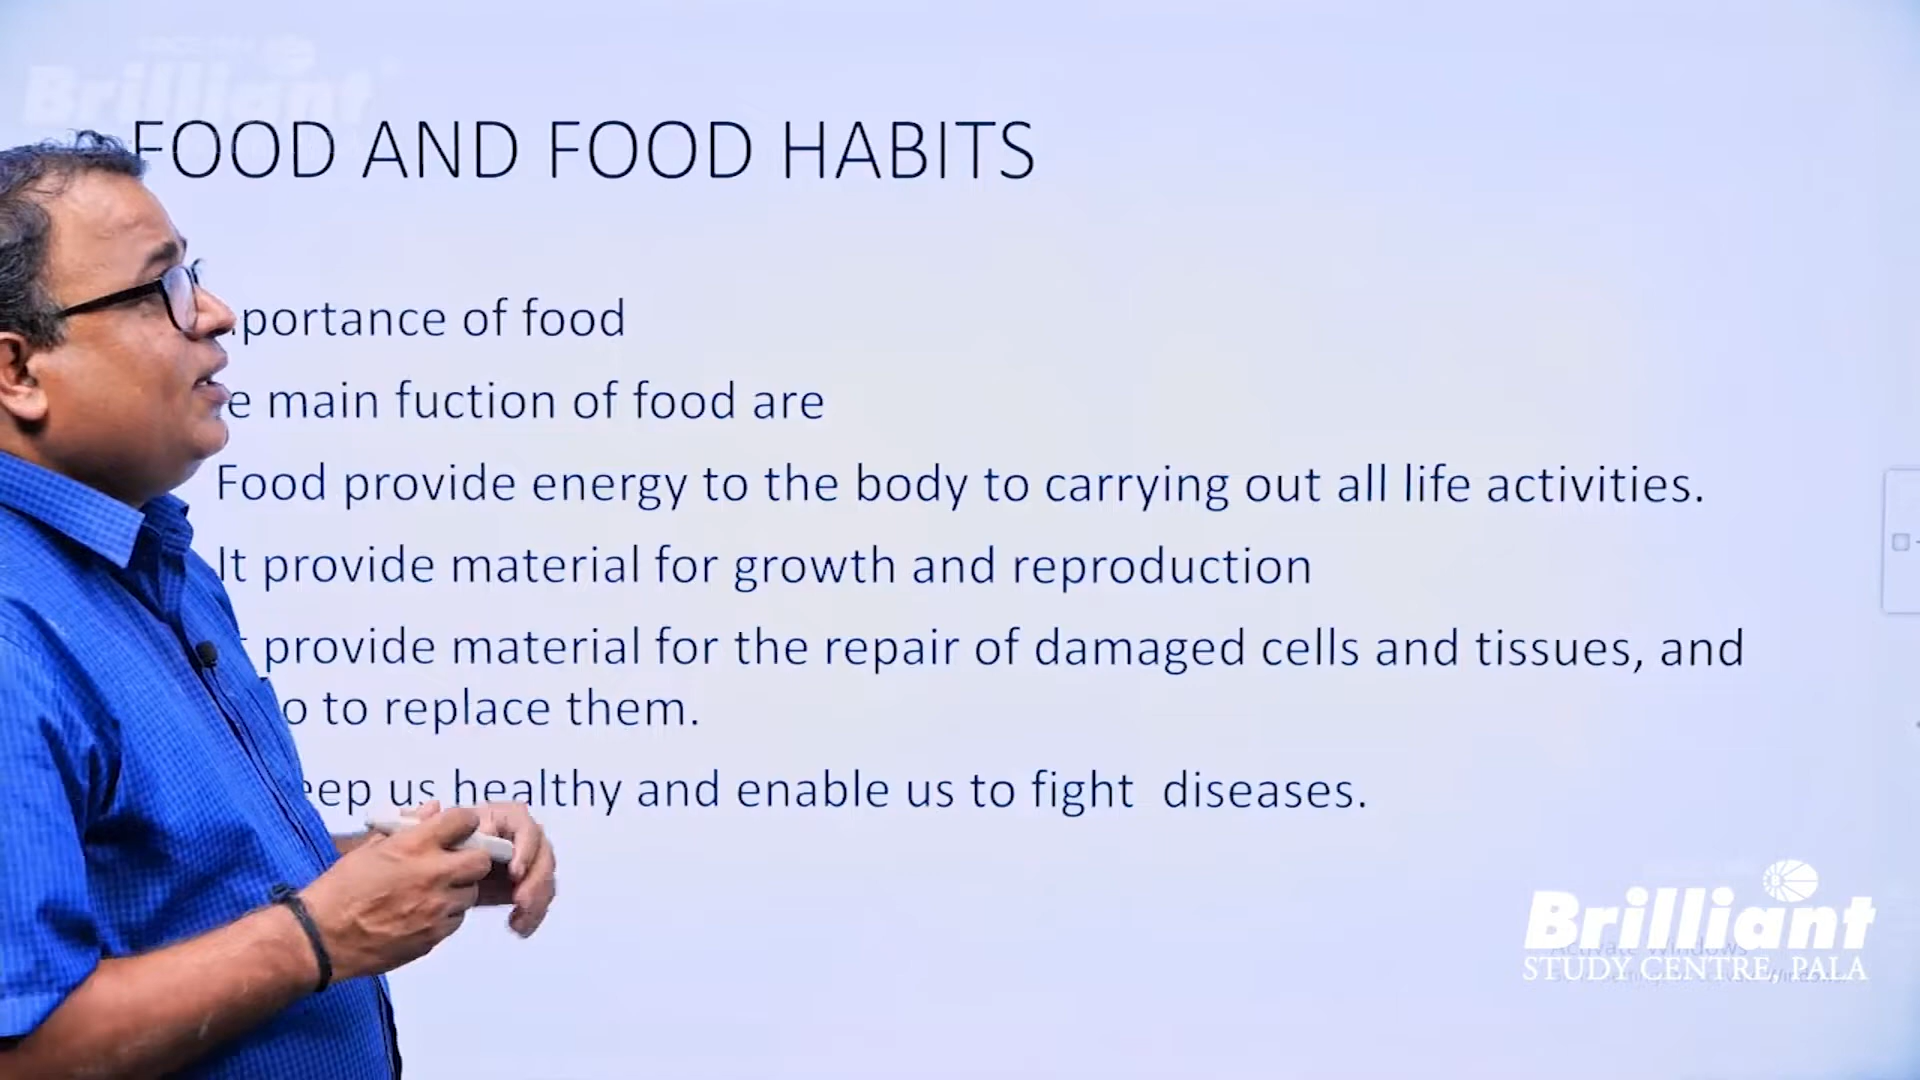 Brilliant
FOOD AND FOOD HABITS
portance of food
e main fuction of food are
Food provide energy to the body to carrying out all life activities.
It provide material for growth and reproduction
provide material for the repair of damaged cells and tissues, and
o to replace them.
eep us healthy and enable us to fight diseases.
Brilliant
Activate Windows
STUDY CENTRE, PALA